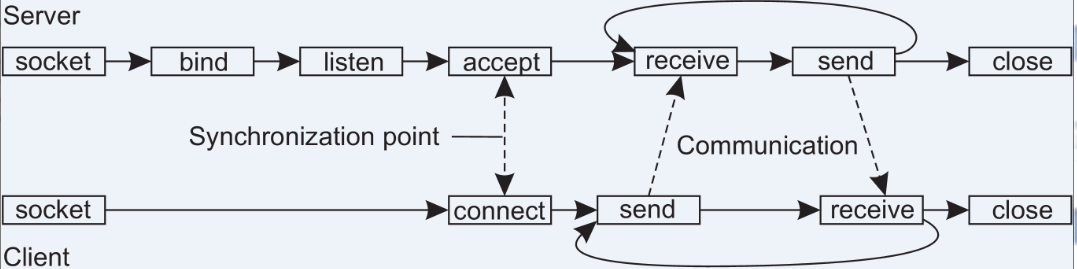 Server
socket bind listen accept receive send close
Synchronization point Communication
socket connect send receive close
Client